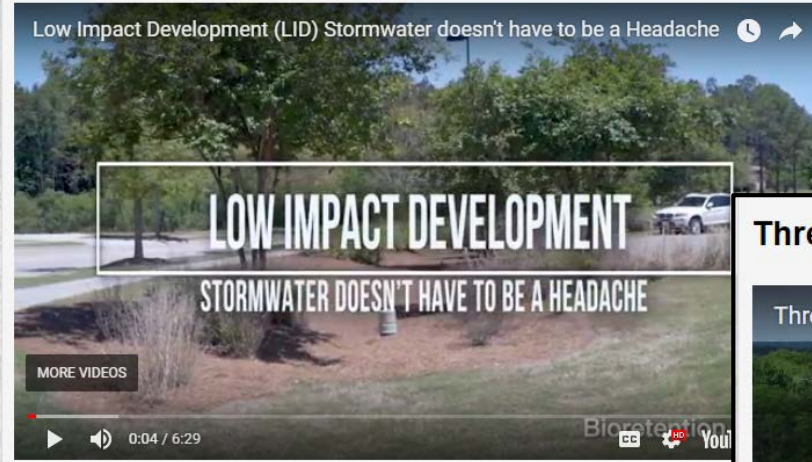 Low Impact Development (LID) Stormwater doesn't have to be a Headache
LOW IMPACT DEVELOPMENT
STORMWATER DOESN'T HAVE TO BE A HEADACHE
MORE VIDEOS
0:04 / 6:29
Bioretention
CC
HD